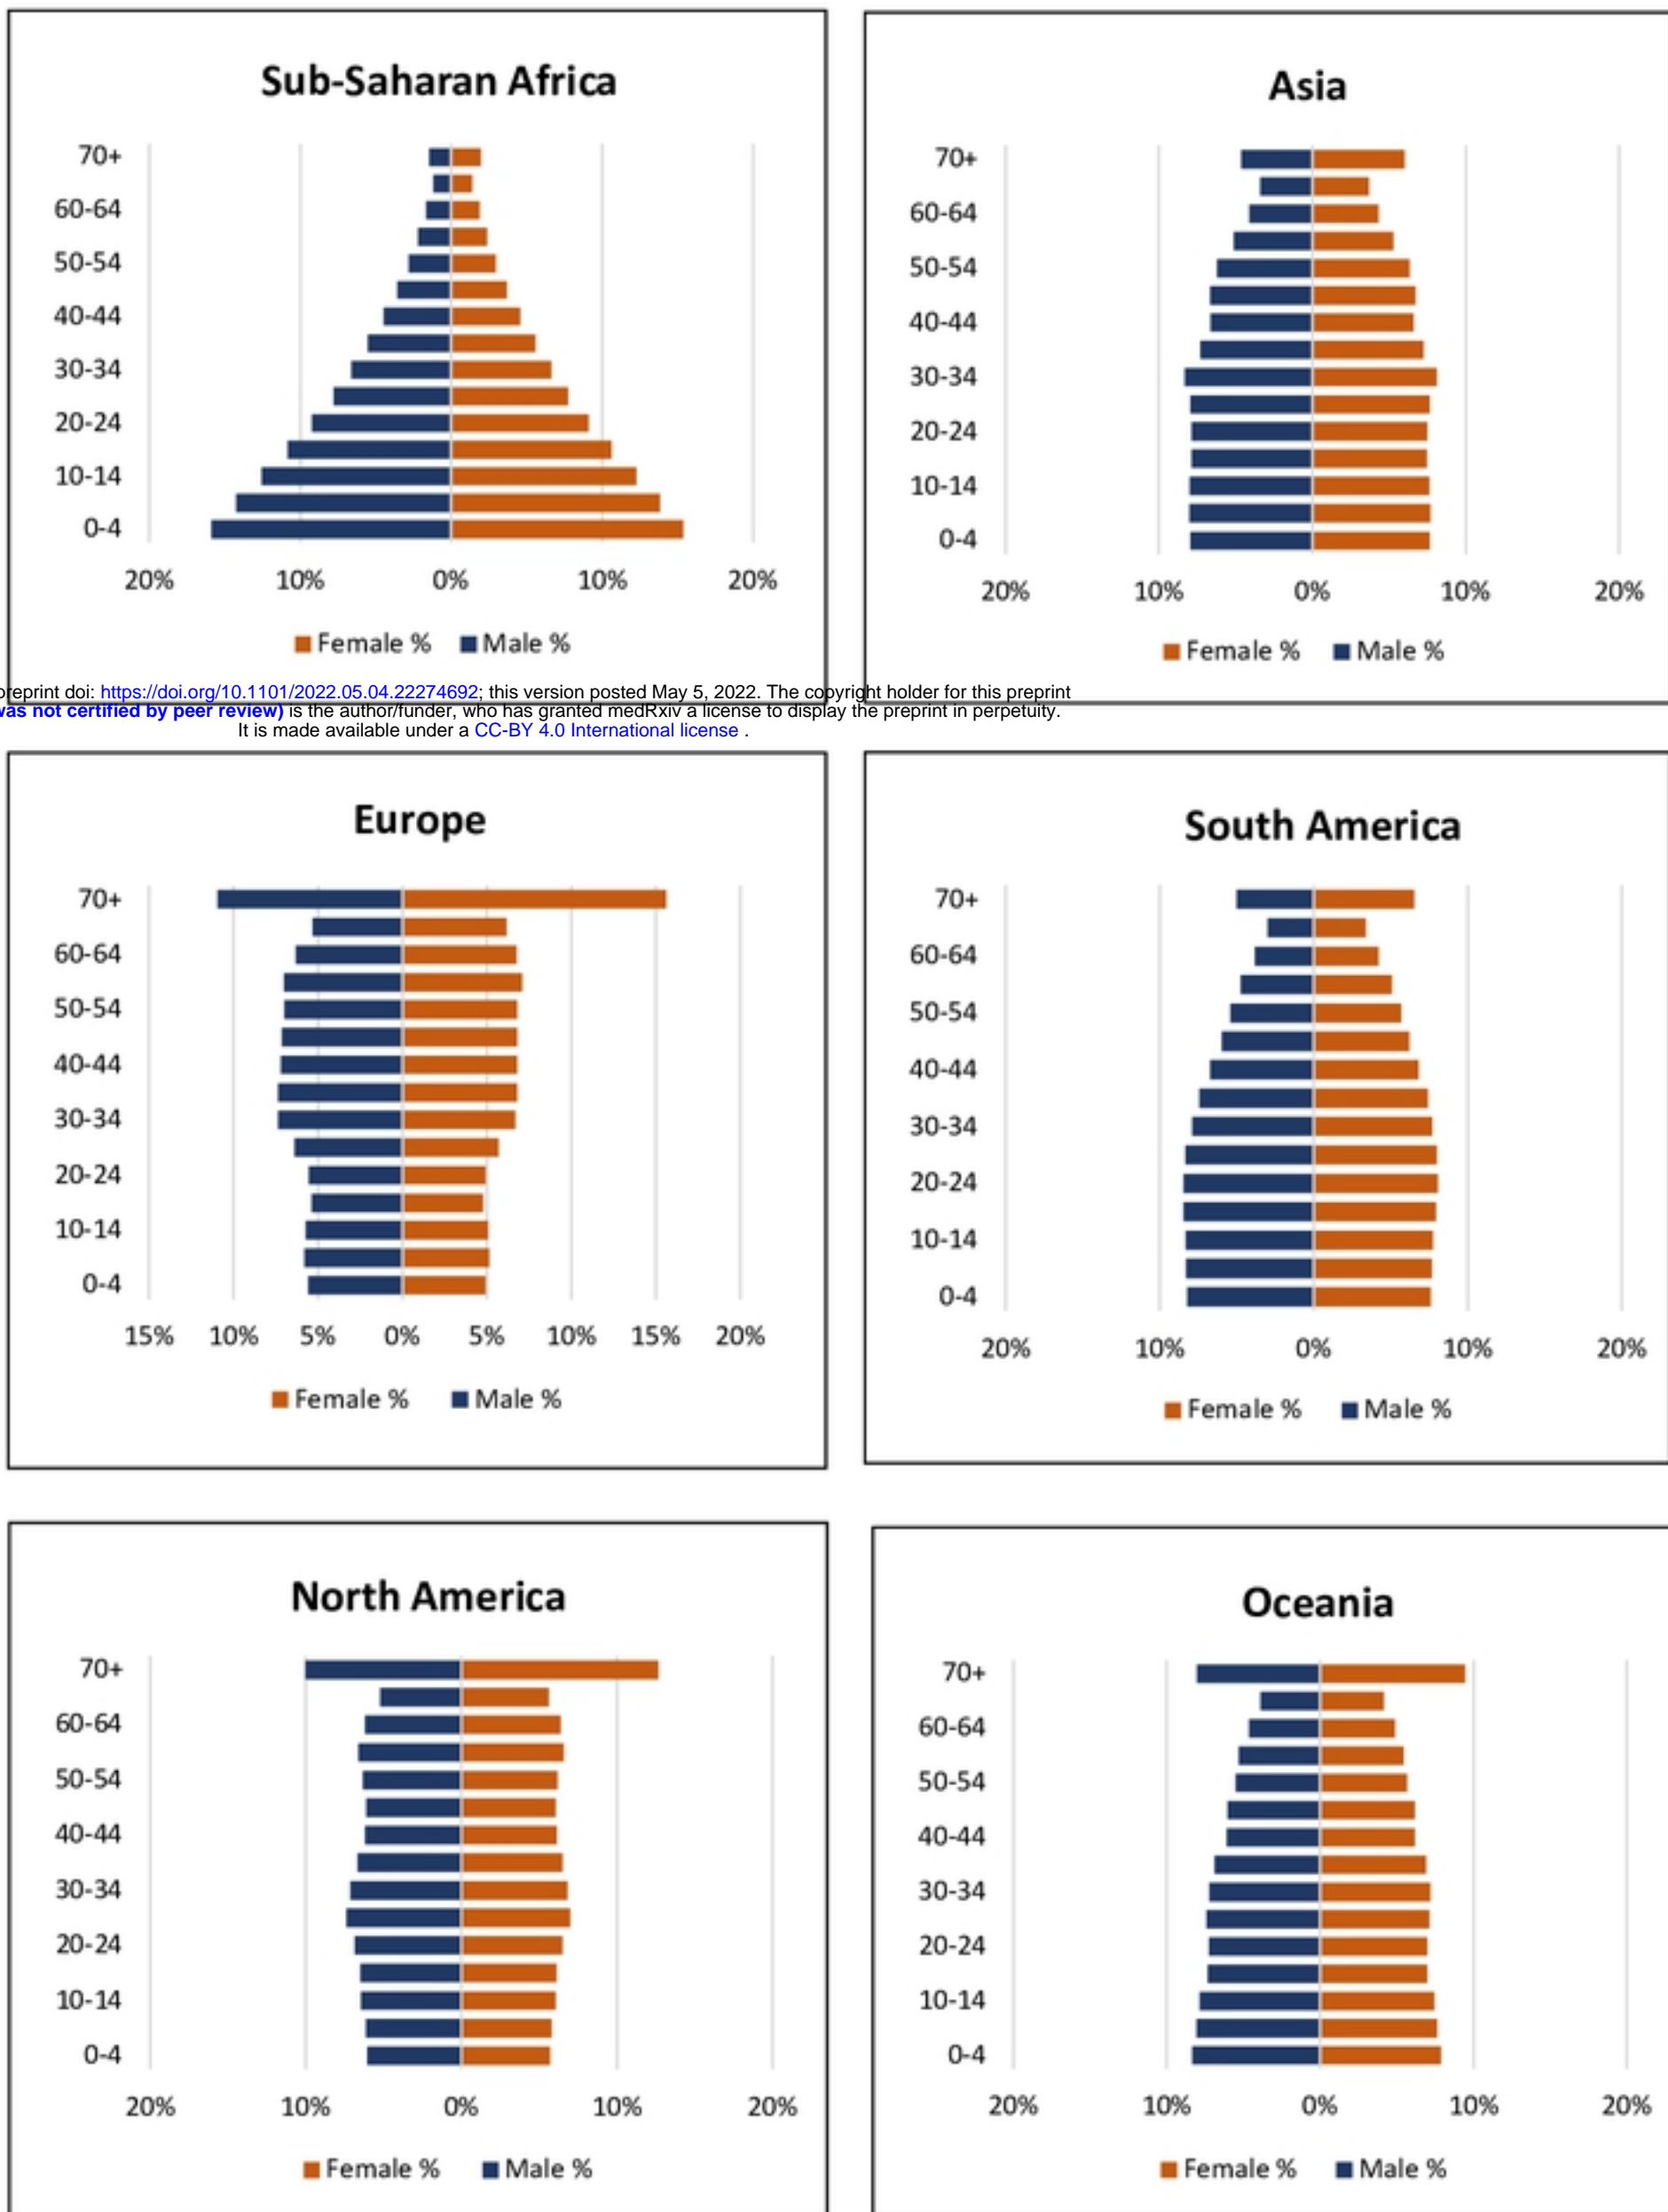 Sub-Saharan Africa
70+
60-64
50-54
40-44
30-34
20-24
10-14
0-4
20% 10% 0% 10% 20%
Female % Male %
Asia
70+
60-64
50-54
40-44
30-34
20-24
10-14
0-4
20% 10% 0% 10% 20%
Female % Male %
preprint doi: https://doi.org/10.1101/2022.05.04.22274692; this version posted May 5, 2022. The copyright holder for this preprint
was not certified by peer review) is the author/funder, who has granted medRxiv a license to display the preprint in perpetuity.
It is made available under a CC-BY 4.0 International license .
Europe
70+
60-64
50-54
40-44
30-34
20-24
10-14
0-4
15% 10% 5% 0% 5% 10% 15% 20%
Female % Male %
South America
70+
60-64
50-54
40-44
30-34
20-24
10-14
0-4
20% 10% 0% 10% 20%
Female % Male %
North America
70+
60-64
50-54
40-44
30-34
20-24
10-14
0-4
20% 10% 0% 10% 20%
Female % Male %
Oceania
70+
60-64
50-54
40-44
30-34
20-24
10-14
0-4
20% 10% 0% 10% 20%
Female % Male %